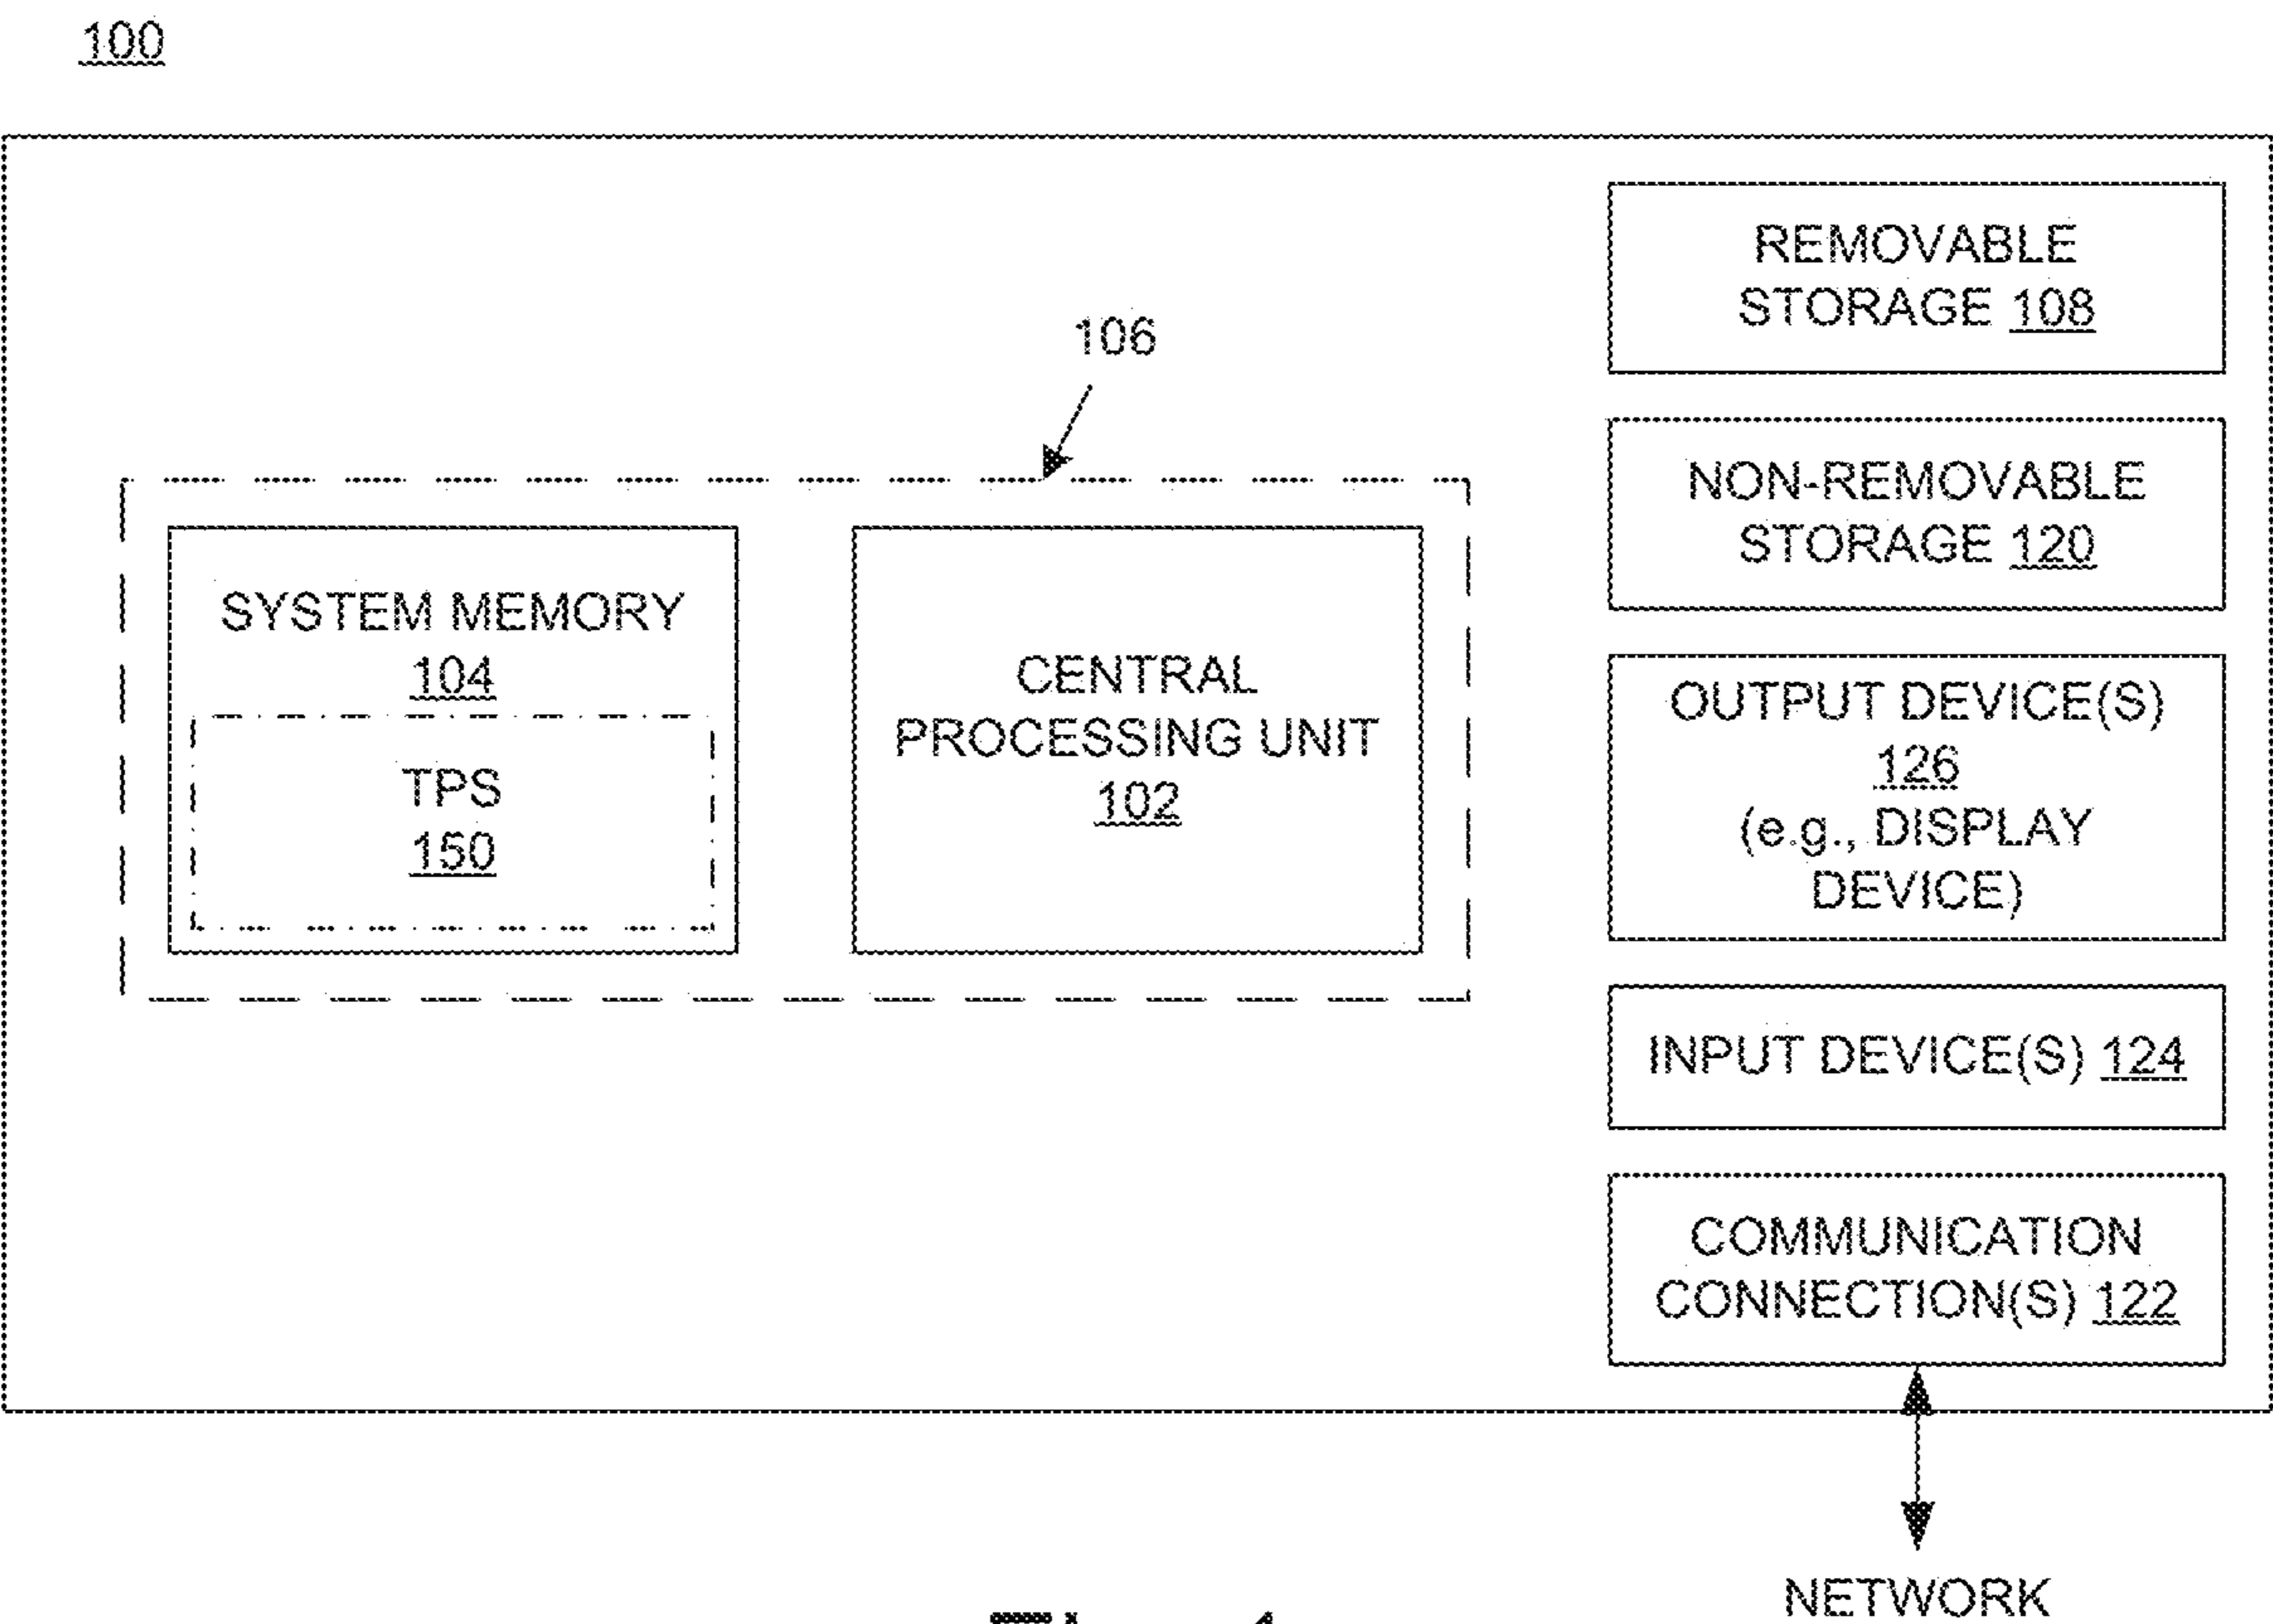 100
106
SYSTEM MEMORY
104
TPS
150
CENTRAL
PROCESSING UNIT
102
REMOVABLE
STORAGE 108
NON-REMOVABLE
STORAGE 120
OUTPUT DEVICE(S)
126
(e.g., DISPLAY
DEVICE)
INPUT DEVICE(S) 124
COMMUNICATION
CONNECTION(S) 122
NETWORK